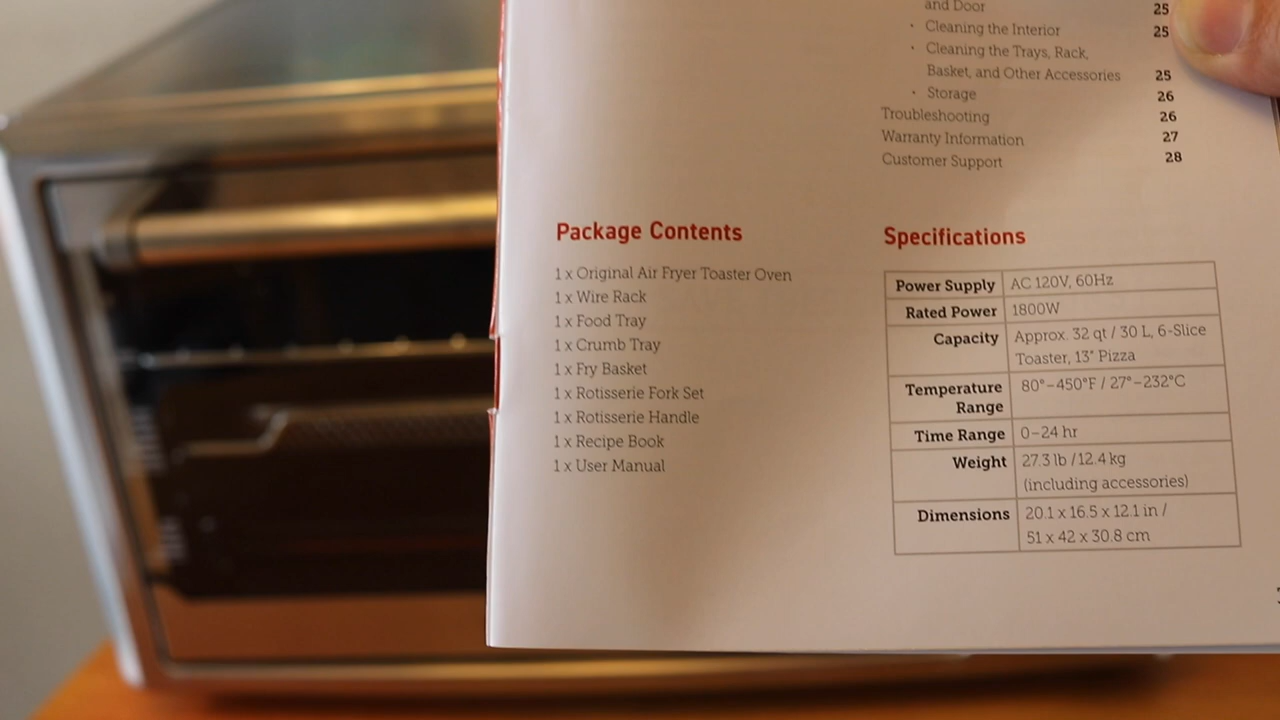 and Door 25
· Cleaning the Interior 25
· Cleaning the Trays, Rack,
Basket, and Other Accessories 25
· Storage 26
Troubleshooting 26
Warranty Information 27
Customer Support 28
Package Contents
1 x Original Air Fryer Toaster Oven
1 x Wire Rack
1 x Food Tray
1 x Crumb Tray
1 x Fry Basket
1 x Rotisserie Fork Set
1 x Rotisserie Handle
1 x Recipe Book
1 x User Manual
Specifications
Power Supply AC 120V, 60Hz
Rated Power 1800W
Capacity Approx. 32 qt / 30 L, 6-Slice
Toaster, 13" Pizza
Temperature 80°–450°F / 27°–232°C
Range
Time Range 0–24 hr
Weight 27.3 lb / 12.4 kg
(including accessories)
Dimensions 20.1 x 16.5 x 12.1 in /
51 x 42 x 30.8 cm